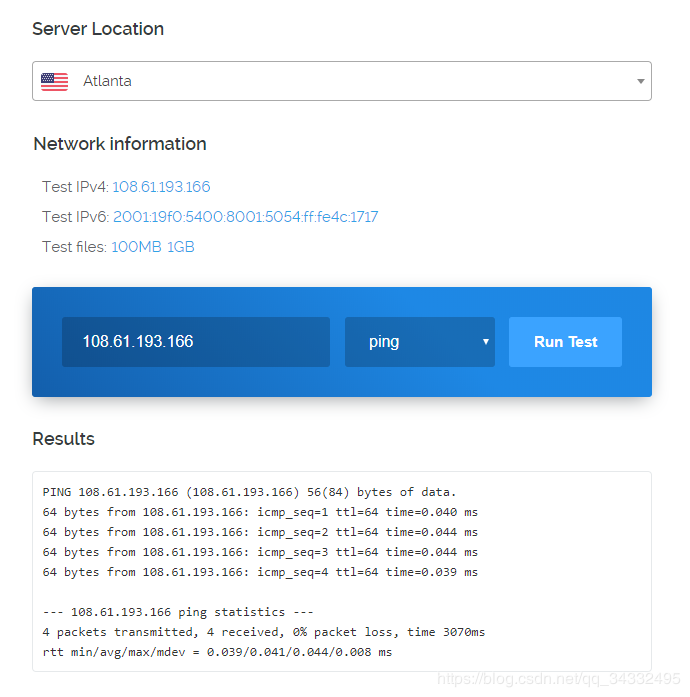 Server Location
Atlanta
Network information
Test IPv4: 108.61.193.166
Test IPv6: 2001:19f0:5400:8001:5054:ff:fe4c:1717
Test files: 100MB 1GB
108.61.193.166 ping Run Test
Results
PING 108.61.193.166 (108.61.193.166) 56(84) bytes of data.
64 bytes from 108.61.193.166: icmp_seq=1 ttl=64 time=0.040 ms
64 bytes from 108.61.193.166: icmp_seq=2 ttl=64 time=0.044 ms
64 bytes from 108.61.193.166: icmp_seq=3 ttl=64 time=0.044 ms
64 bytes from 108.61.193.166: icmp_seq=4 ttl=64 time=0.039 ms
--- 108.61.193.166 ping statistics ---
4 packets transmitted, 4 received, 0% packet loss, time 3070ms
rtt min/avg/max/mdev = 0.039/0.041/0.044/0.008 ms
https://blog.csdn.net/qq_34332495